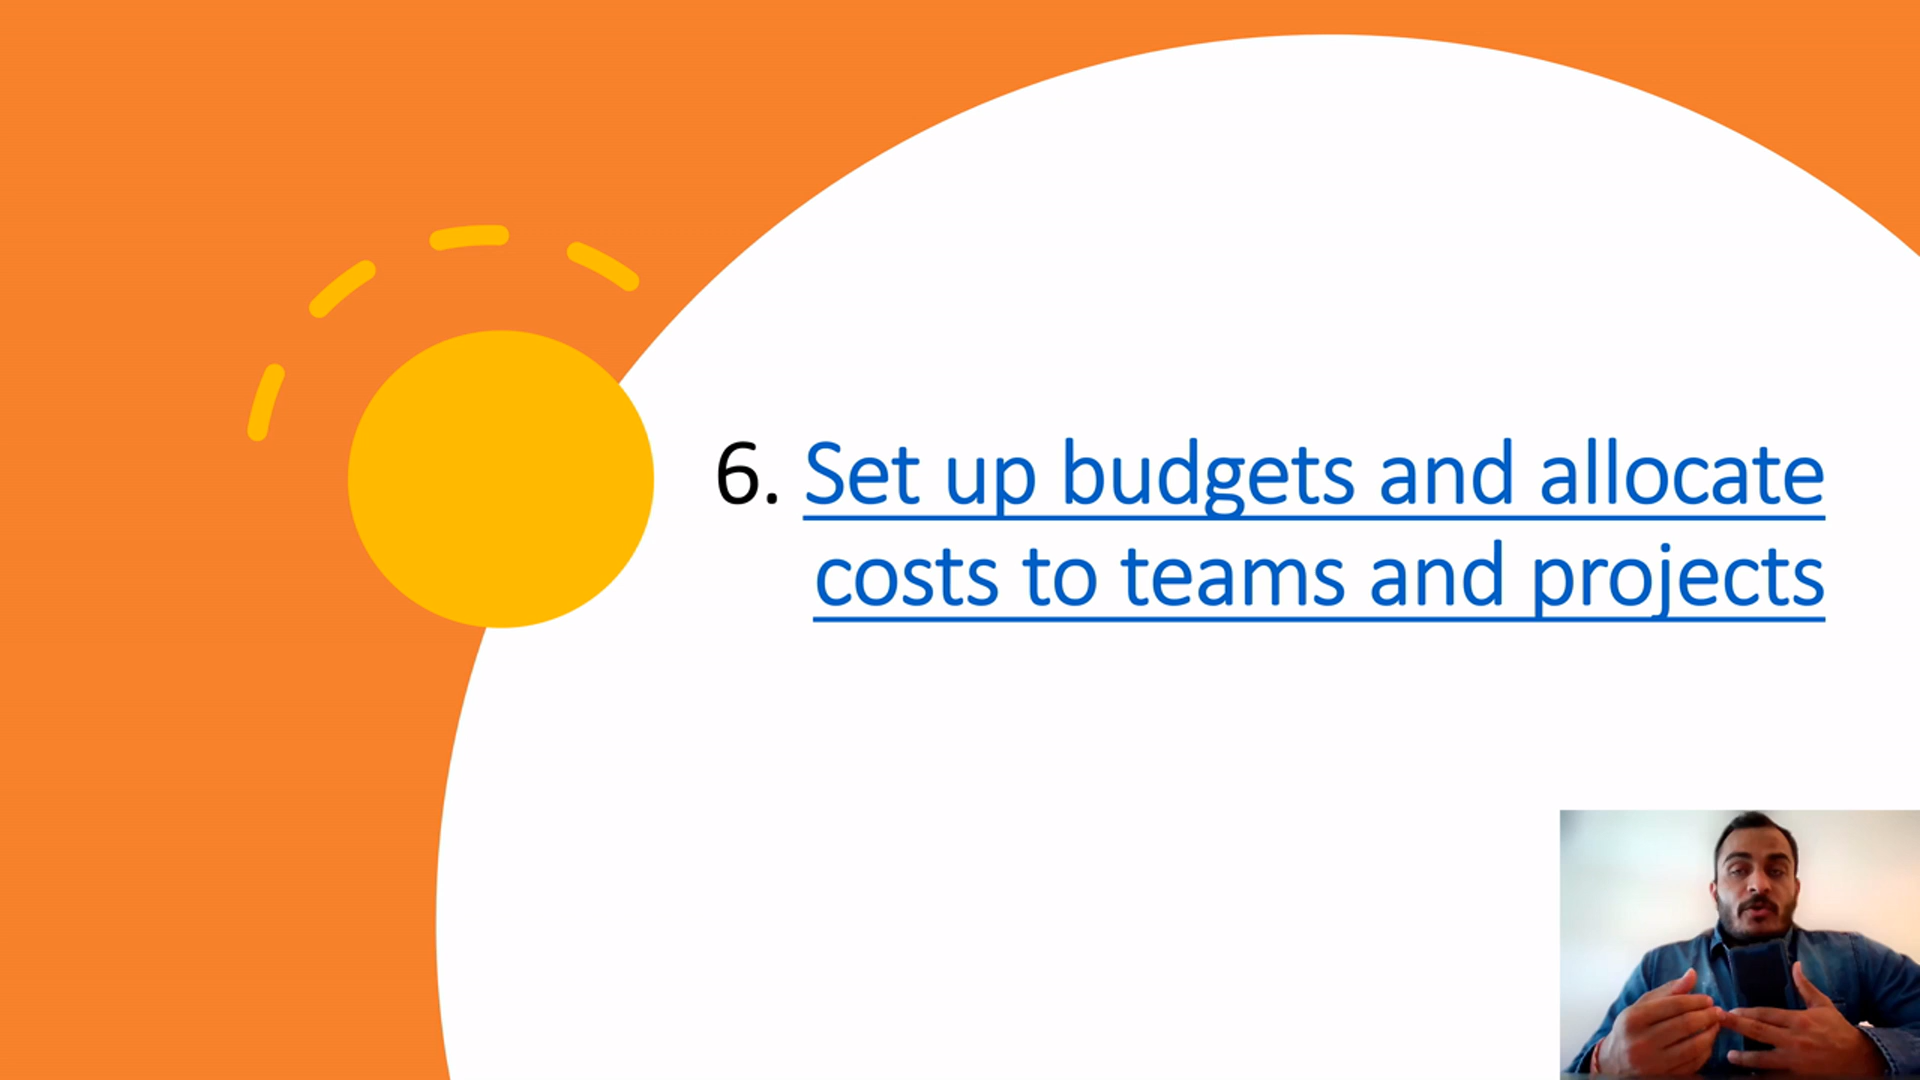 6. Set up budgets and allocate
costs to teams and projects